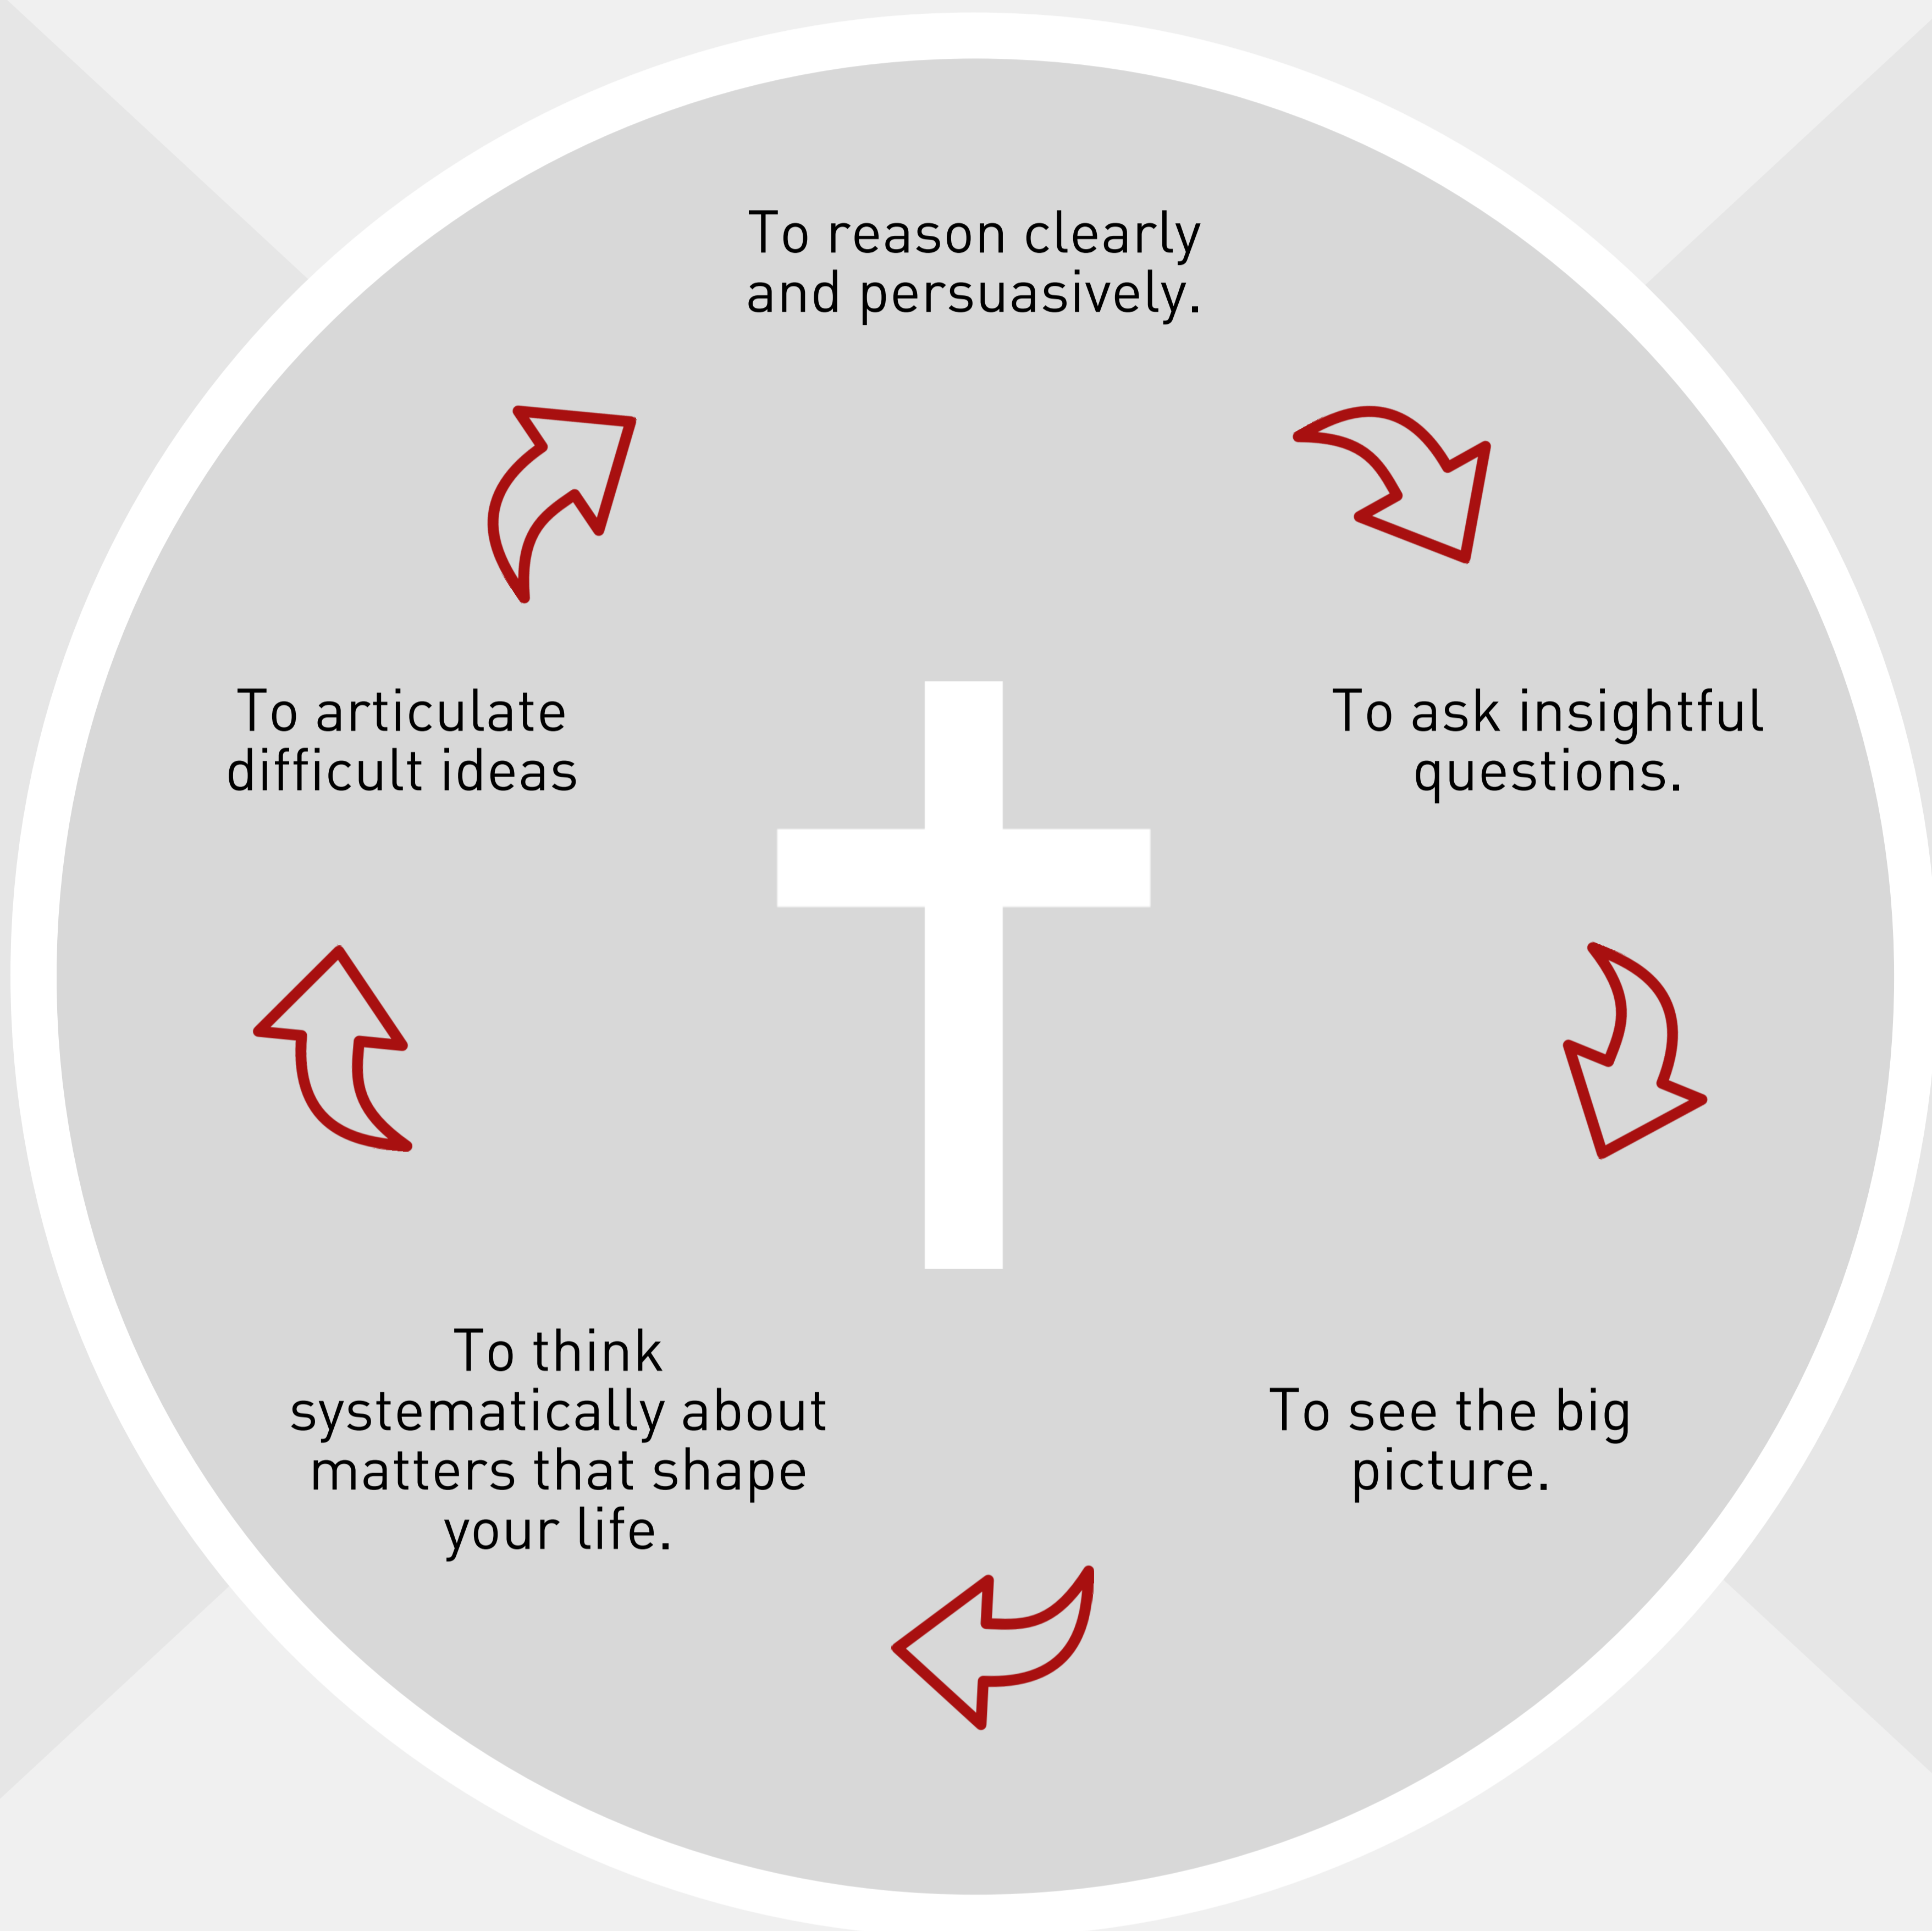 To reason clearly
and persuasively.
To ask insightful
questions.
To see the big
picture.
To think
systematically about
matters that shape
your life.
To articulate
difficult ideas